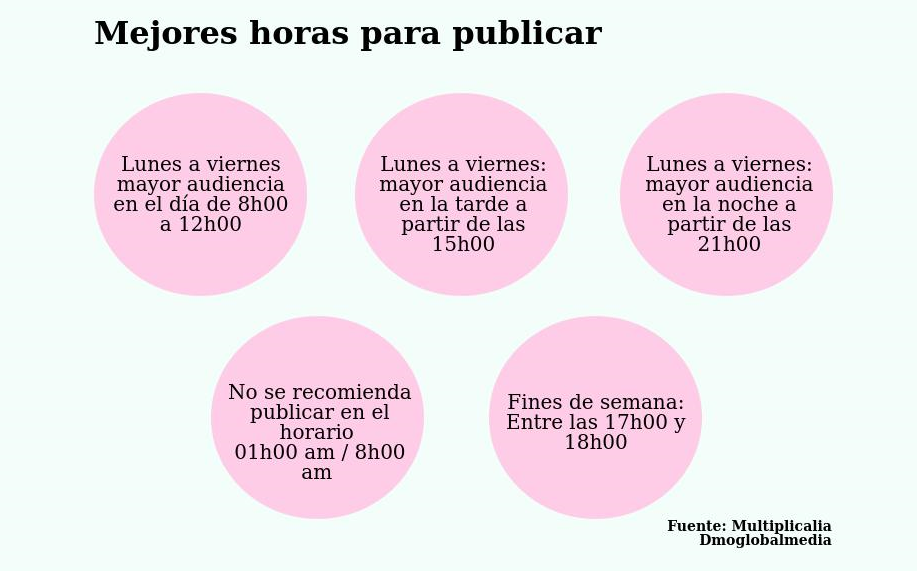 Mejores horas para publicar
Lunes a viernes
mayor audiencia
en el día de 8h00
a 12h00
Lunes a viernes:
mayor audiencia
en la tarde a
partir de las
15h00
Lunes a viernes:
mayor audiencia
en la noche a
partir de las
21h00
No se recomienda
publicar en el
horario
01h00 am / 8h00
am
Fines de semana:
Entre las 17h00 y
18h00
Fuente: Multiplicalia
Dmoglobalmedia